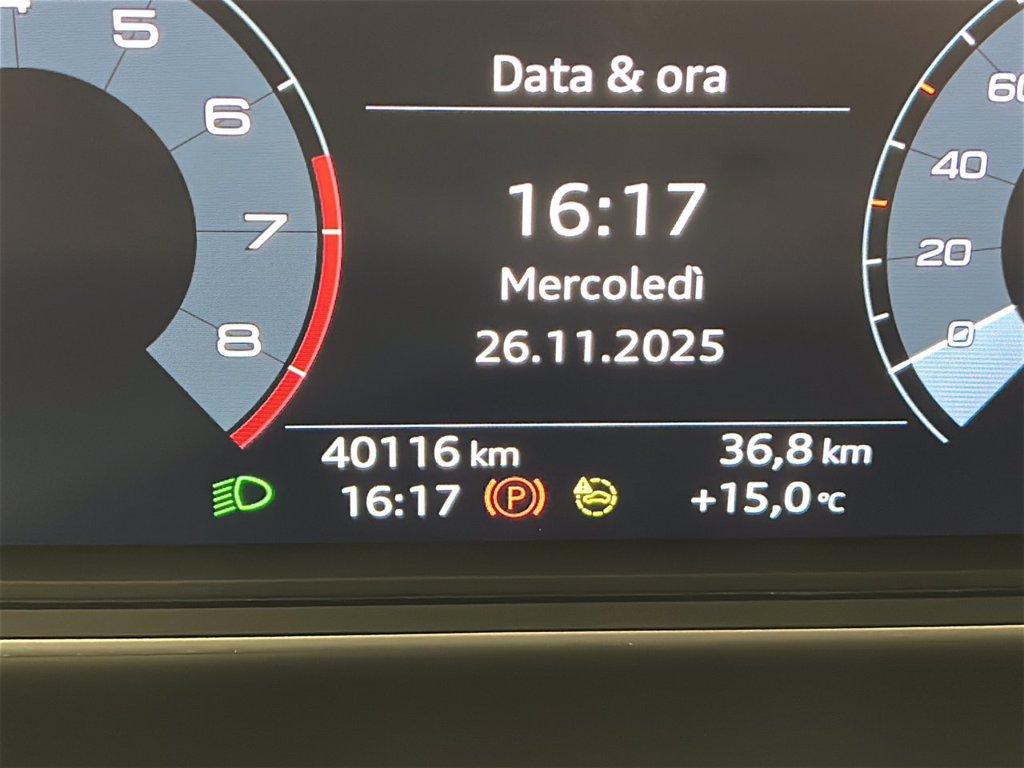 5
6
7
8
Data & ora
16:17
Mercoledì
26.11.2025
40116 km
36,8 km
16:17
P
+15,0 °C
40
20
0